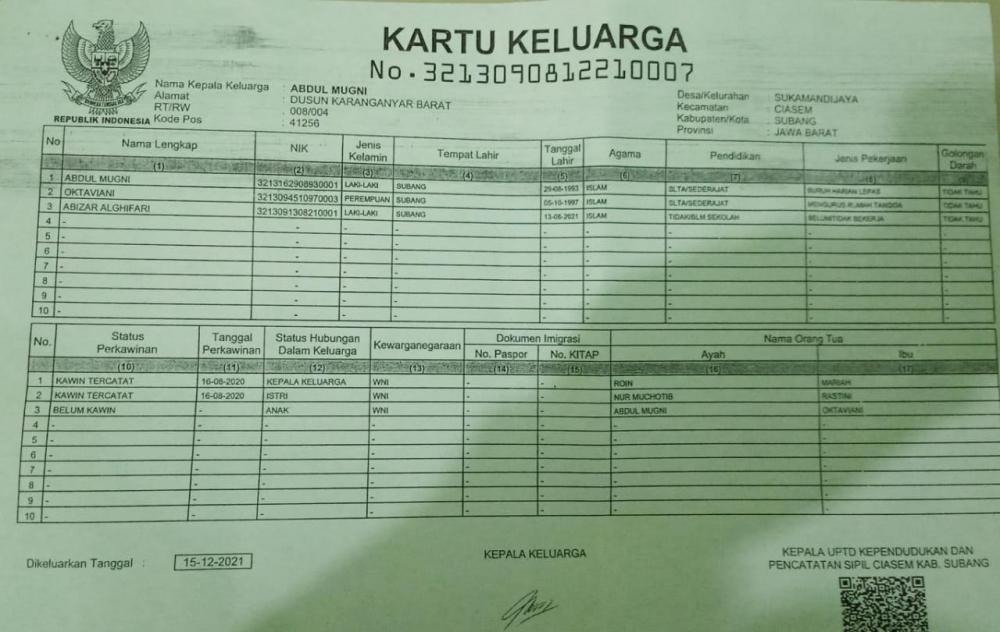 KARTU KELUARGA
No.3213090812210007
REPUBLIK INDONESIA
Nama Kepala Keluarga : ABDUL MUGNI
Alamat : DUSUN KARANGANYAR BARAT
RT/RW : 008/004
Kode Pos : 41256
Desa/Kelurahan : SUKAMANDIJAYA
Kecamatan : CIASEM
Kabupaten/Kota : SUBANG
Provinsi : JAWA BARAT
No Nama Lengkap NIK Jenis Kelamin Tempat Lahir Tanggal Lahir Agama Pendidikan Jenis Pekerjaan Golongan Darah
(1) (2) (3) (4) (5) (6) (7) (8)
1 ABDUL MUGNI 3213162908930001 LAKI-LAKI SUBANG 29-08-1993 ISLAM SLTA/SEDERAJAT BURUH HARIAN LEPAS TIDAK TAHU
2 OKTAVIANI 3213094510970003 PEREMPUAN SUBANG 05-10-1997 ISLAM SLTA/SEDERAJAT MENGURUS RUMAH TANGGA TIDAK TAHU
3 ABIZAR ALGHIFARI 3213091308210001 LAKI-LAKI SUBANG 13-08-2021 ISLAM TIDAK/BLM SEKOLAH BELUM/TIDAK BEKERJA TIDAK TAHU
4 - - - - - - - -
5 - - - - - - - -
6 - - - - - - - -
7 - - - - - - - -
8 - - - - - - - -
9 - - - - - - - -
10 - - - - - - - -
No. Status Perkawinan Tanggal Perkawinan Status Hubungan Dalam Keluarga Kewarganegaraan Dokumen Imigrasi Nama Orang Tua
No. Paspor No. KITAP Ayah Ibu
(10) (11) (12) (13) (14) (15) (16) (17)
1 KAWIN TERCATAT 16-08-2020 KEPALA KELUARGA WNI - - ROIN MARIAH
2 KAWIN TERCATAT 16-08-2020 ISTRI WNI - - NUR MUCHOTIB RASTINI
3 BELUM KAWIN - ANAK WNI - - ABDUL MUGNI OKTAVIANI
4 - - - - - - - -
5 - - - - - - - -
6 - - - - - - - -
7 - - - - - - - -
8 - - - - - - - -
9 - - - - - - - -
10 - - - - - - - -
Dikeluarkan Tanggal : 15-12-2021
KEPALA KELUARGA
KEPALA UPTD KEPENDUDUKAN DAN
PENCATATAN SIPIL CIASEM KAB. SUBANG